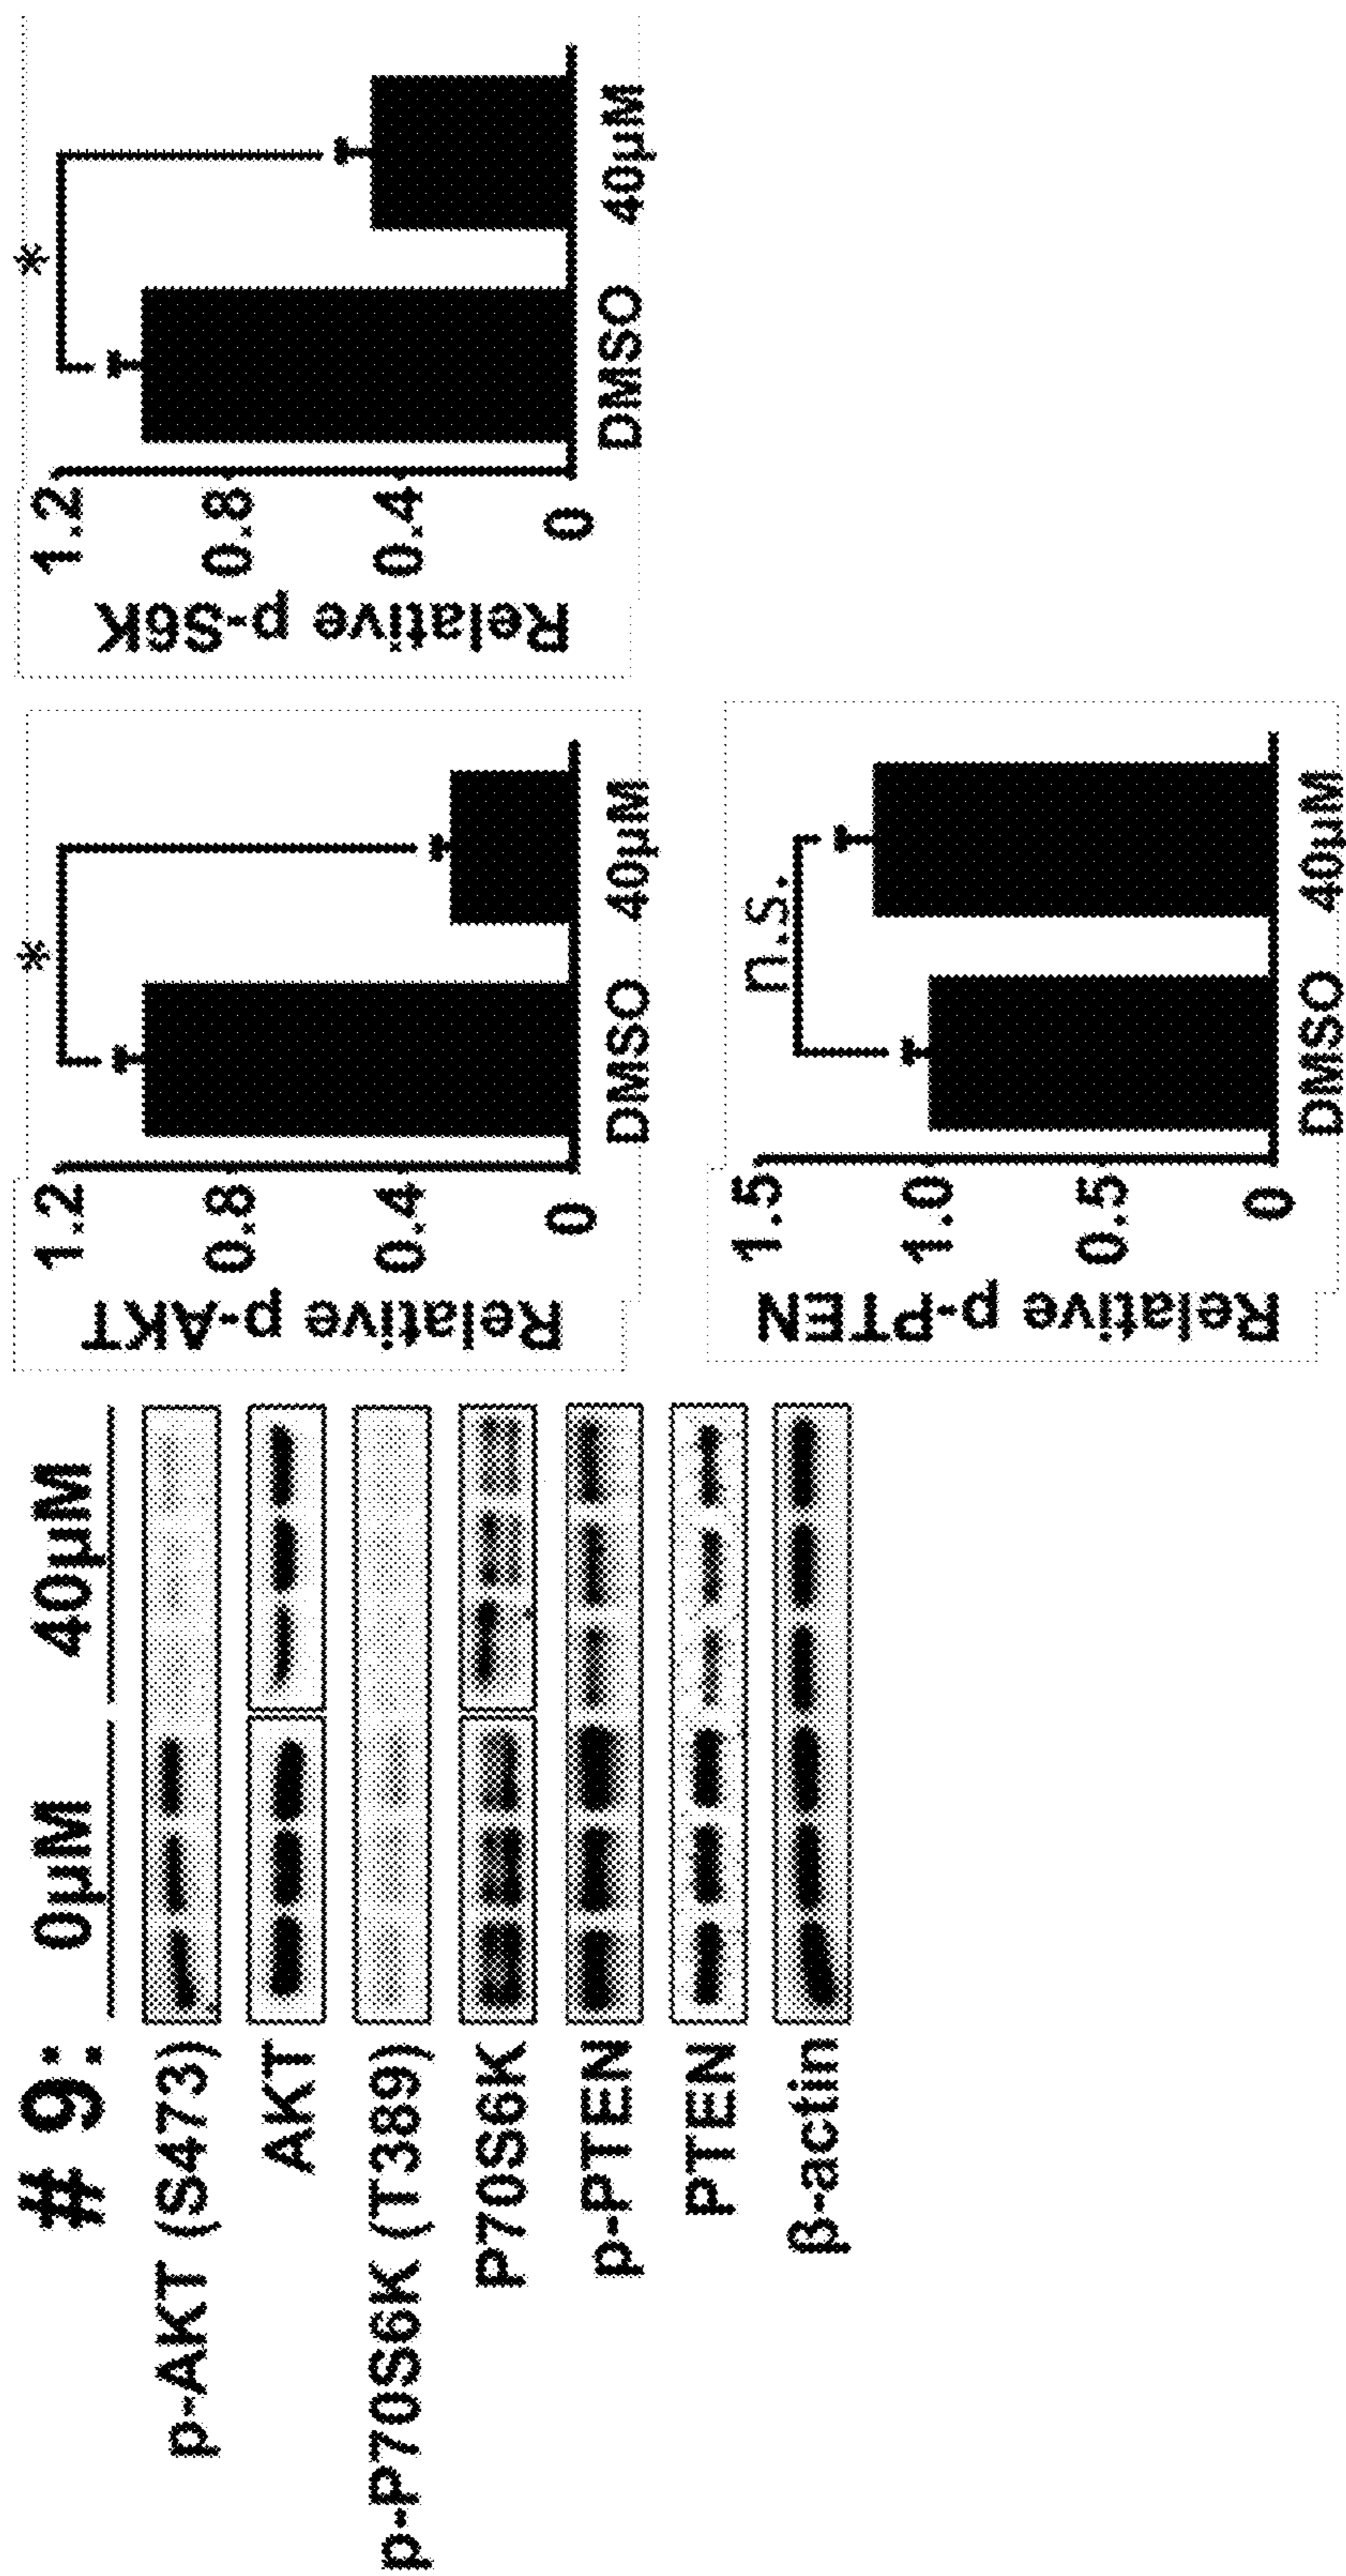 # 9:
0μM 40μM
p-AKT (S473)
AKT
p-P70S6K (T389)
P70S6K
p-PTEN
PTEN
β-actin
Relative p-AKT
1.2
0.8
0.4
0
*
DMSO 40μM
Relative p-S6K
1.2
0.8
0.4
0
*
DMSO 40μM
Relative p-PTEN
1.5
1.0
0.5
0
n.s.
DMSO 40μM